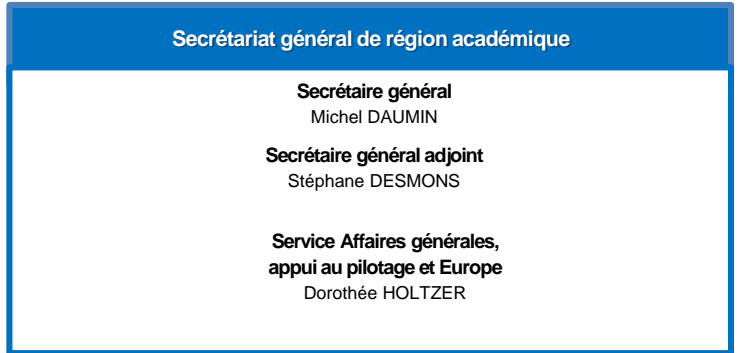 Secrétariat général de région académique
Secrétaire général
Michel DAUMIN
Secrétaire général adjoint
Stéphane DESMONS
Service Affaires générales,
appui au pilotage et Europe
Dorothée HOLTZER